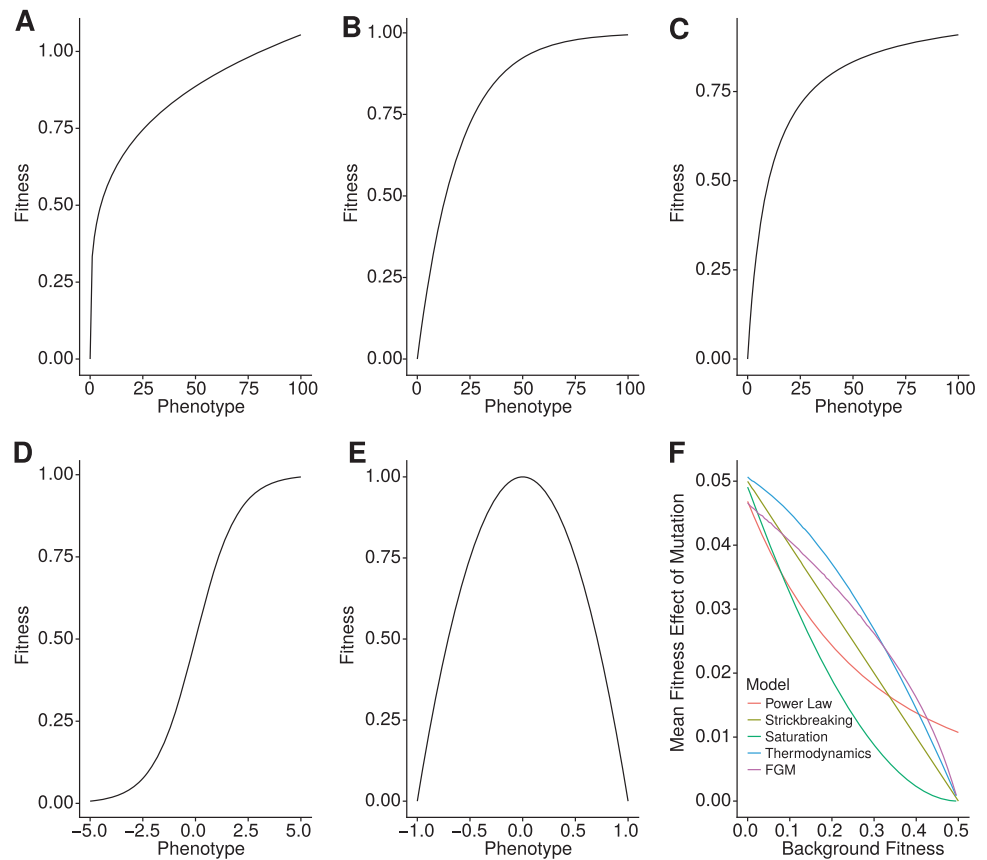 A
Fitness
1.00
0.75
0.50
0.25
0.00
0 25 50 75 100
Phenotype
B
Fitness
1.00
0.75
0.50
0.25
0.00
0 25 50 75 100
Phenotype
C
Fitness
0.75
0.50
0.25
0.00
0 25 50 75 100
Phenotype
D
Fitness
1.00
0.75
0.50
0.25
0.00
−5.0 −2.5 0.0 2.5 5.0
Phenotype
E
Fitness
1.00
0.75
0.50
0.25
0.00
−1.0 −0.5 0.0 0.5 1.0
Phenotype
F
Mean Fitness Effect of Mutation
0.05
0.04
0.03
0.02
0.01
0.00
Model
Power Law
Strickbreaking
Saturation
Thermodynamics
FGM
0.0 0.1 0.2 0.3 0.4 0.5
Background Fitness